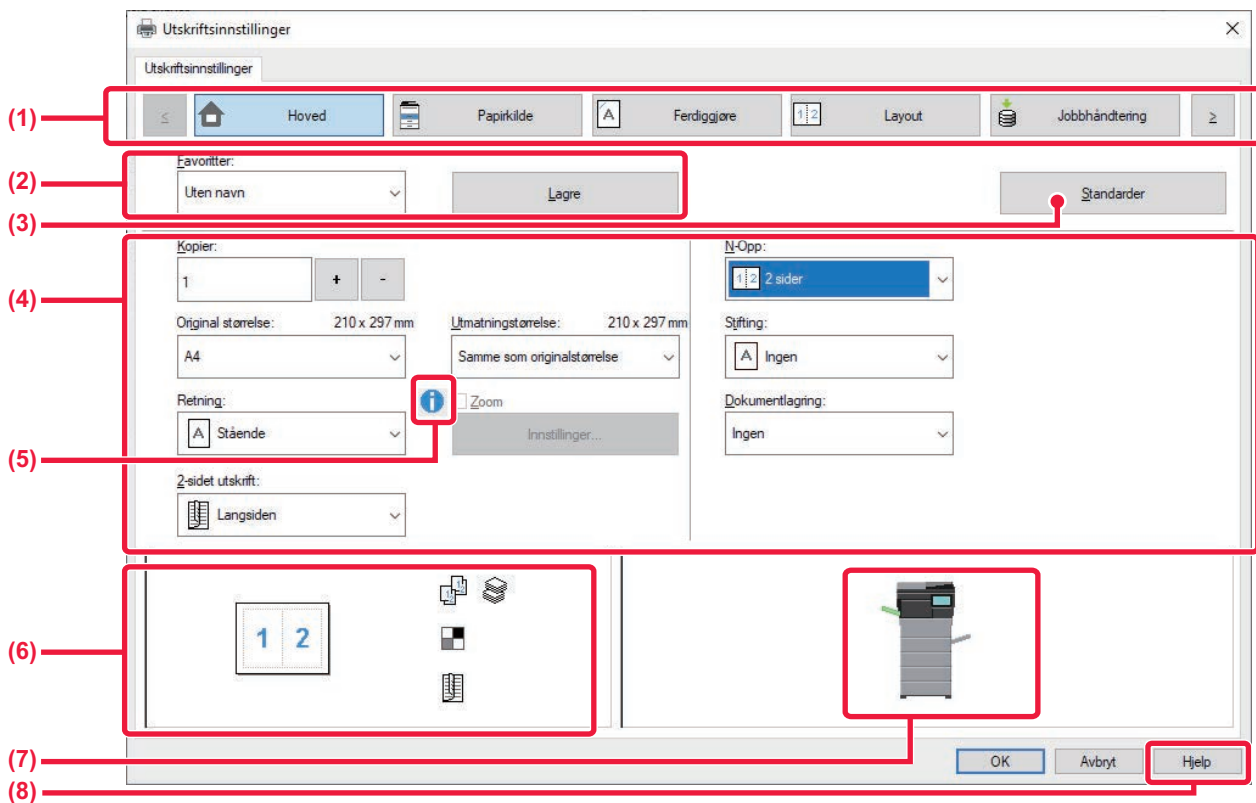 Utskriftsinnstillinger
Utskriftsinnstillinger
(1)
< Hoved Papirkilde Ferdiggjøre Layout Jobbhåndtering >
Favoritter:
(2)
Uten navn Lagre Standarder
(3)
Kopier: N-Opp:
(4)
1 + - 2 sider
Original størrelse: 210 x 297 mm Utmatningstørrelse: 210 x 297 mm Stifting:
A4 Samme som originalstørrelse Ingen
Retning: Zoom Dokumentlagring:
Stående Innstillinger... Ingen
(5)
2-sidet utskrift:
Langsiden
(6)
1 2
(7)
OK Avbryt Hjelp
(8)